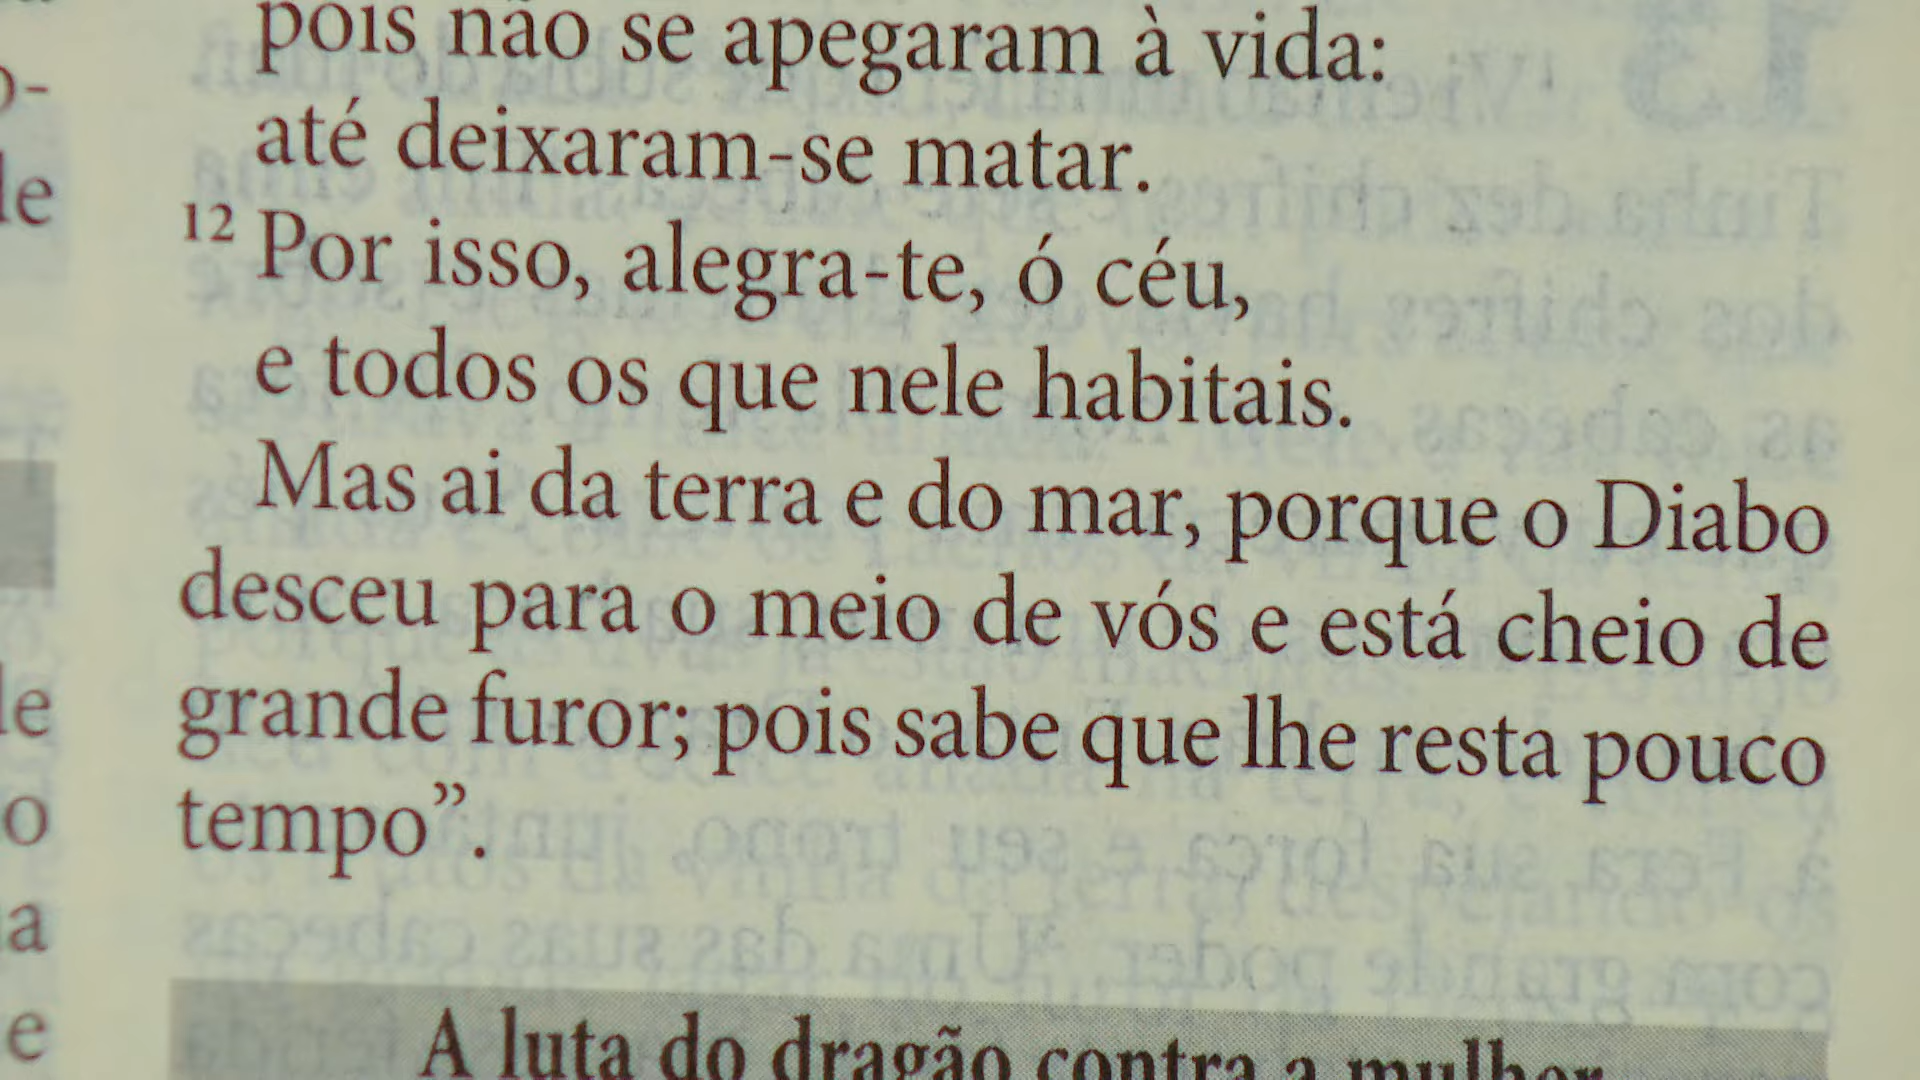 pois não se apegaram à vida:
até deixaram-se matar.
12 Por isso, alegra-te, ó céu,
e todos os que nele habitais.
Mas ai da terra e do mar, porque o Diabo
desceu para o meio de vós e está cheio de
grande furor; pois sabe que lhe resta pouco
tempo”.
A luta do dragão contra a mulher